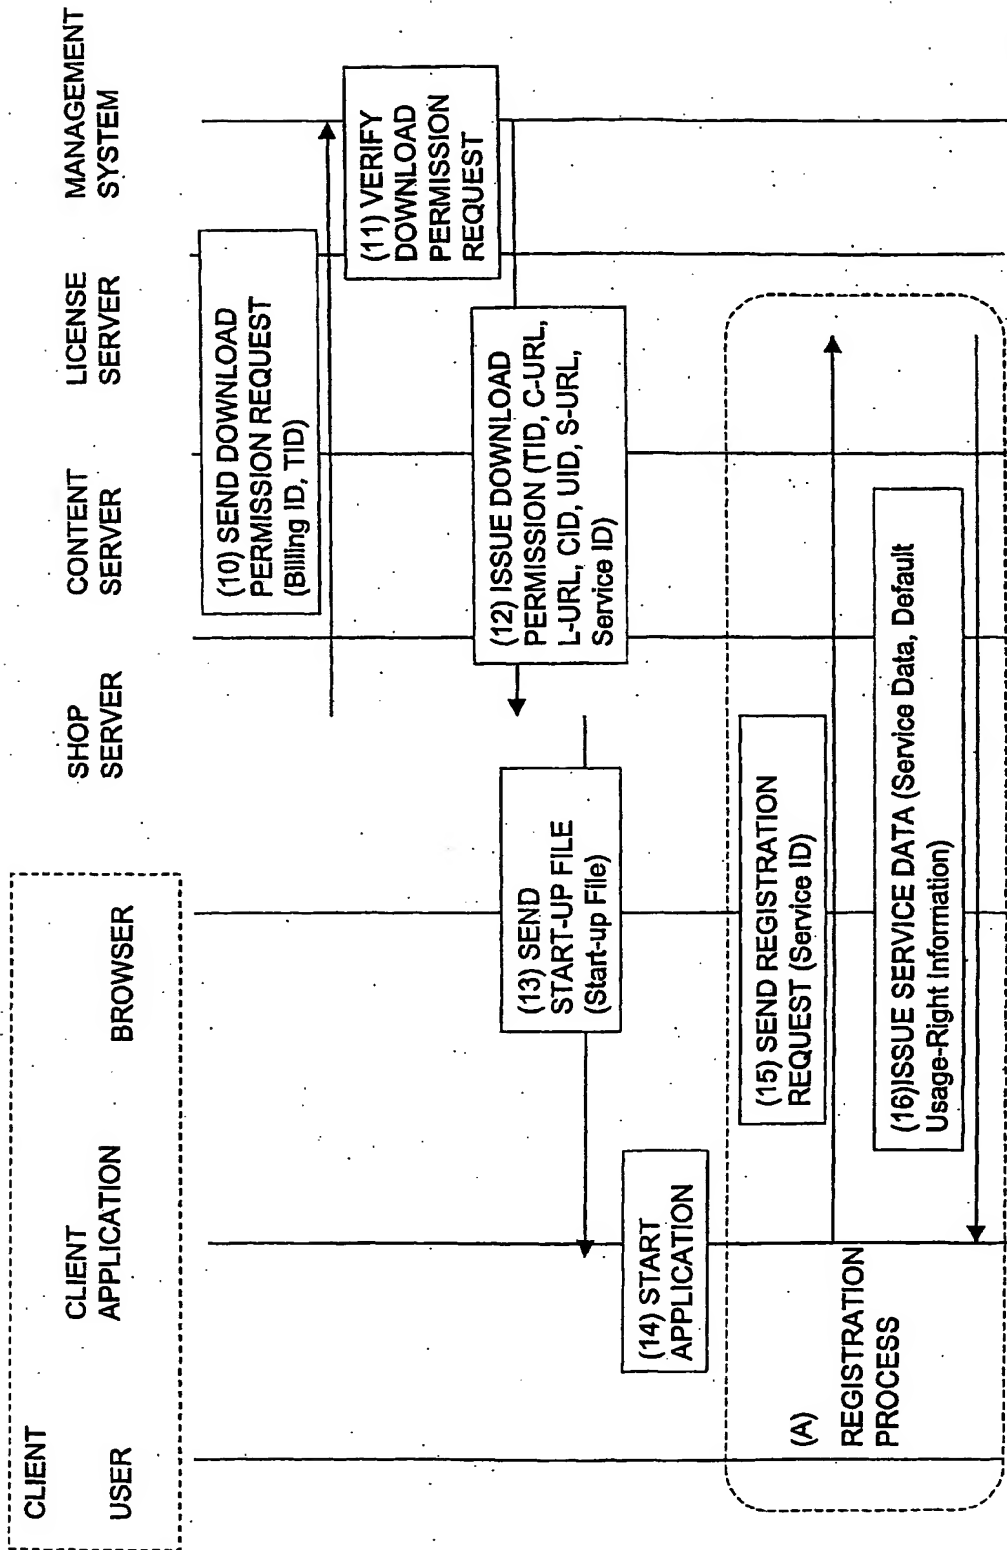 CLIENT
USER
CLIENT
APPLICATION
BROWSER
SHOP
SERVER
CONTENT
SERVER
LICENSE
SERVER
MANAGEMENT
SYSTEM
(10) SEND DOWNLOAD
PERMISSION REQUEST
(Billing ID, TID)
(11) VERIFY
DOWNLOAD
PERMISSION
REQUEST
(12) ISSUE DOWNLOAD
PERMISSION (TID, C-URL,
L-URL, CID, UID, S-URL,
Service ID)
(13) SEND
START-UP FILE
(Start-up File)
(14) START
APPLICATION
(A)
REGISTRATION
PROCESS
(15) SEND REGISTRATION
REQUEST (Service ID)
(16)ISSUE SERVICE DATA (Service Data, Default
Usage-Right Information)